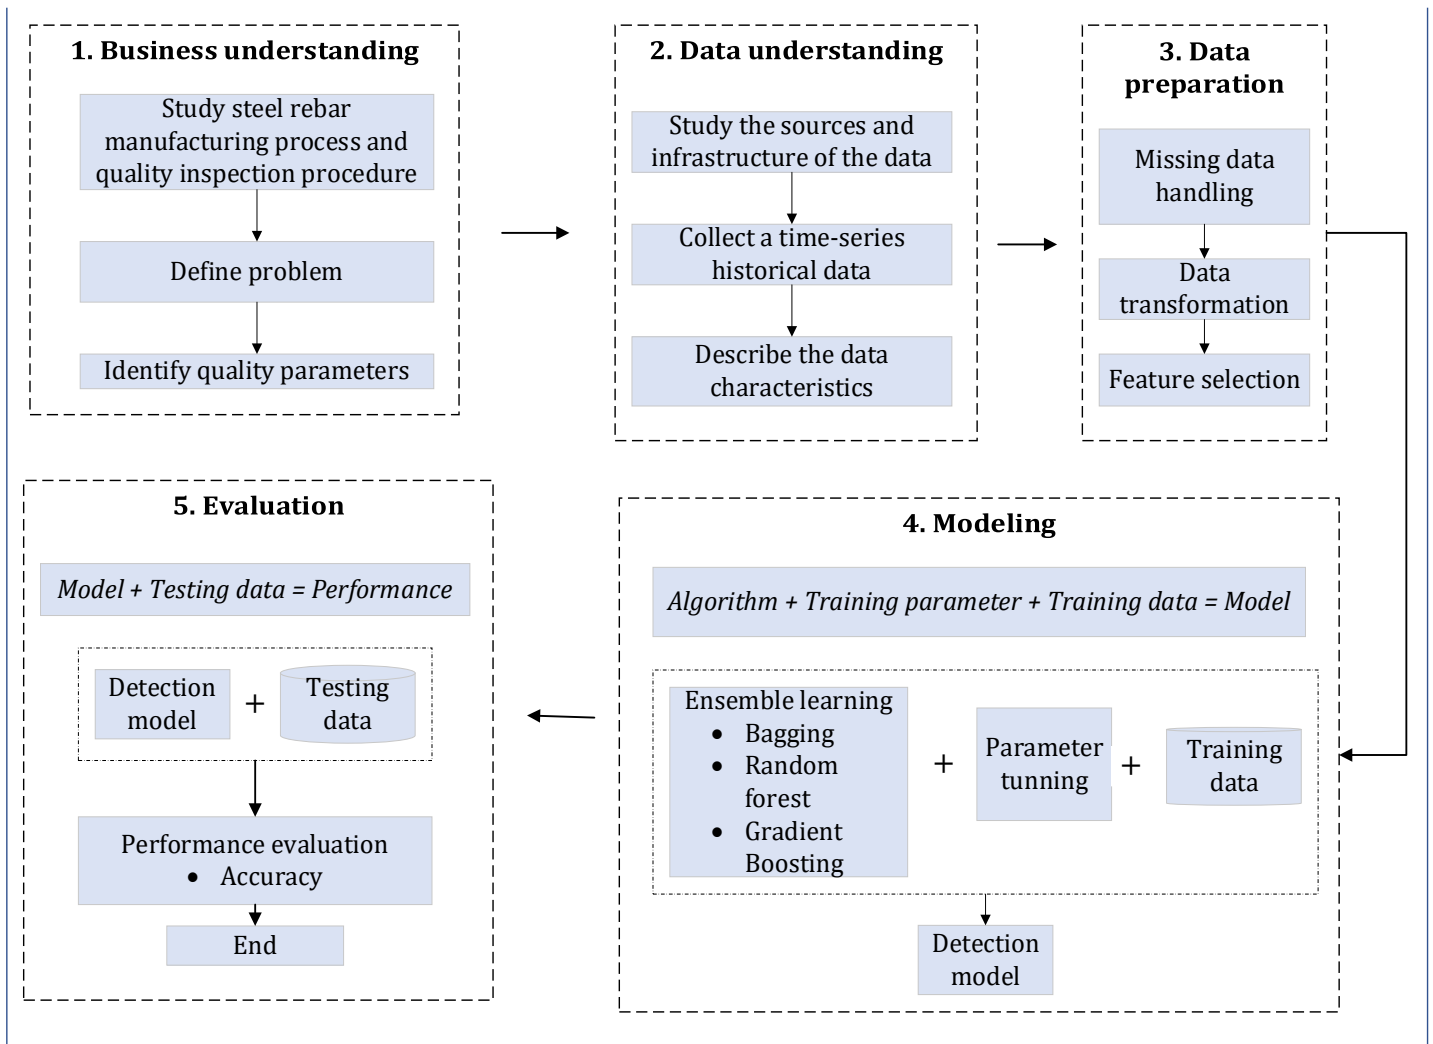 1. Business understanding
Study steel rebar
manufacturing process and
quality inspection procedure
Define problem
Identify quality parameters
2. Data understanding
Study the sources and
infrastructure of the data
Collect a time-series
historical data
Describe the data
characteristics
3. Data
preparation
Missing data
handling
Data
transformation
Feature selection
4. Modeling
Algorithm + Training parameter + Training data = Model
Ensemble learning
• Bagging
• Random
forest
• Gradient
Boosting
+
Parameter
tunning
+
Training
data
Detection
model
5. Evaluation
Model + Testing data = Performance
Detection
model
+
Testing
data
Performance evaluation
• Accuracy
End